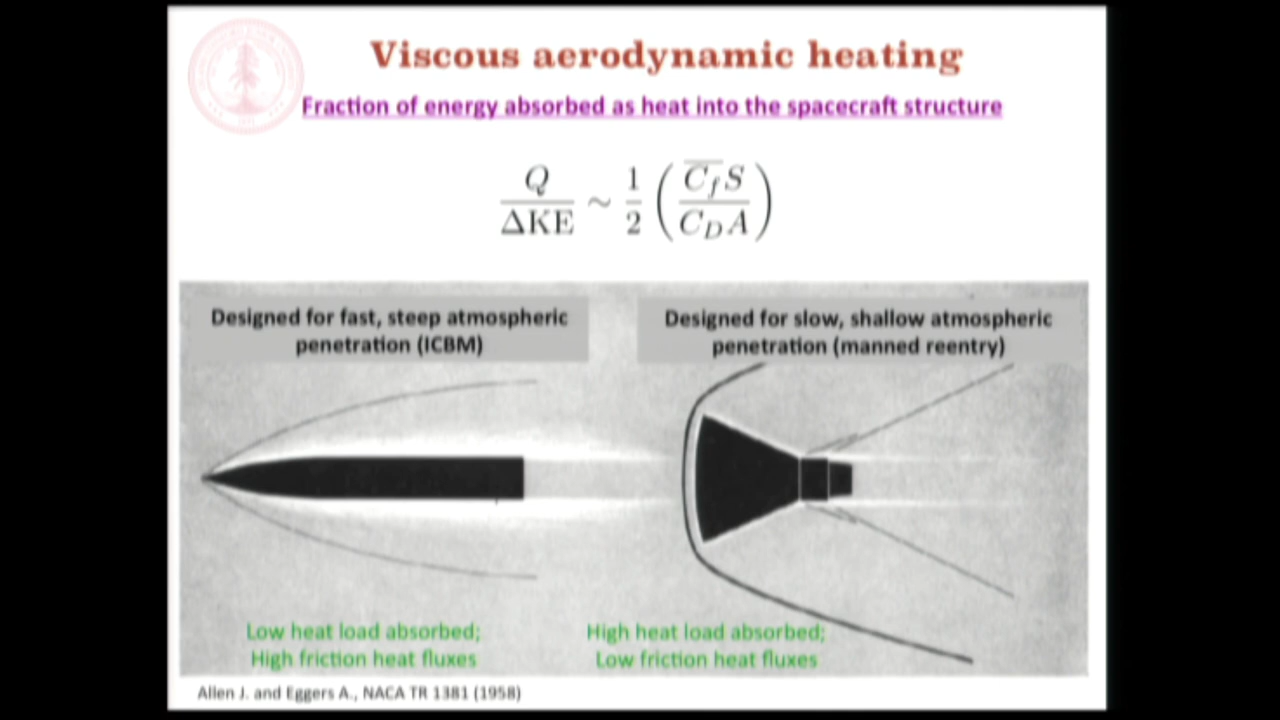 Viscous aerodynamic heating
Fraction of energy absorbed as heat into the spacecraft structure
Q/ΔKE ~ 1/2 (C̅f S / C_D A)
Designed for fast, steep atmospheric
penetration (ICBM)
Designed for slow, shallow atmospheric
penetration (manned reentry)
Low heat load absorbed;
High friction heat fluxes
High heat load absorbed;
Low friction heat fluxes
Allen J. and Eggers A., NACA TR 1381 (1958)